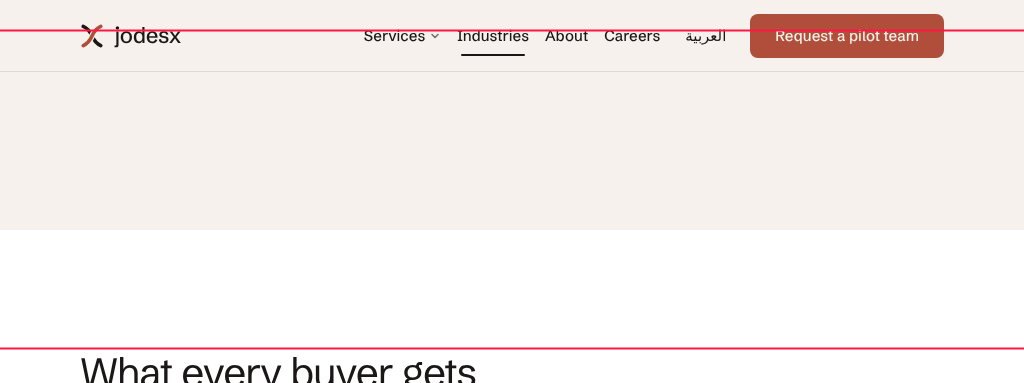 jodesx Services Industries About Careers العربية Request a pilot team
What every buyer gets